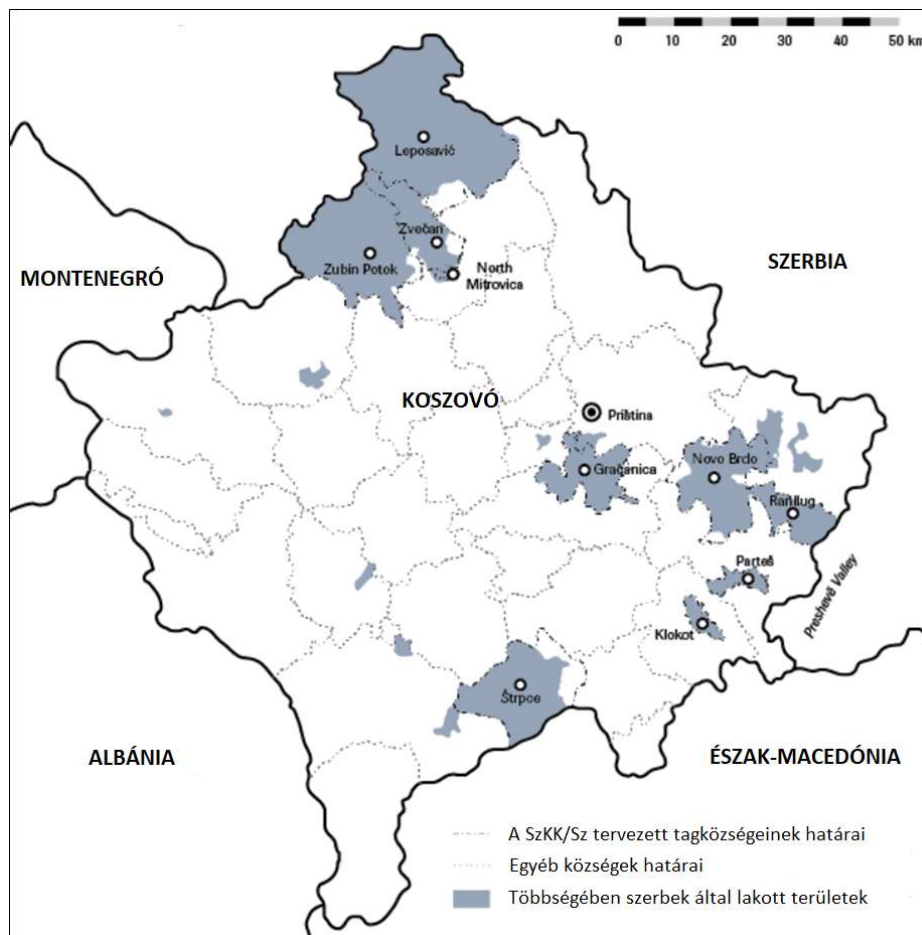 0 10 20 30 40 50 km
Leposavić
Zvečan
Zubin Potok
North
Mitrovica
MONTENEGRÓ
SZERBIA
KOSZOVÓ
Priština
Gračanica
Novo Brdo
Ranilug
Parteš
Preshevë Valley
Klokot
Štrpce
ALBÁNIA
ÉSZAK-MACEDÓNIA
A SzKK/Sz tervezett tagközségeinek határai
Egyéb községek határai
Többségében szerbek által lakott területek